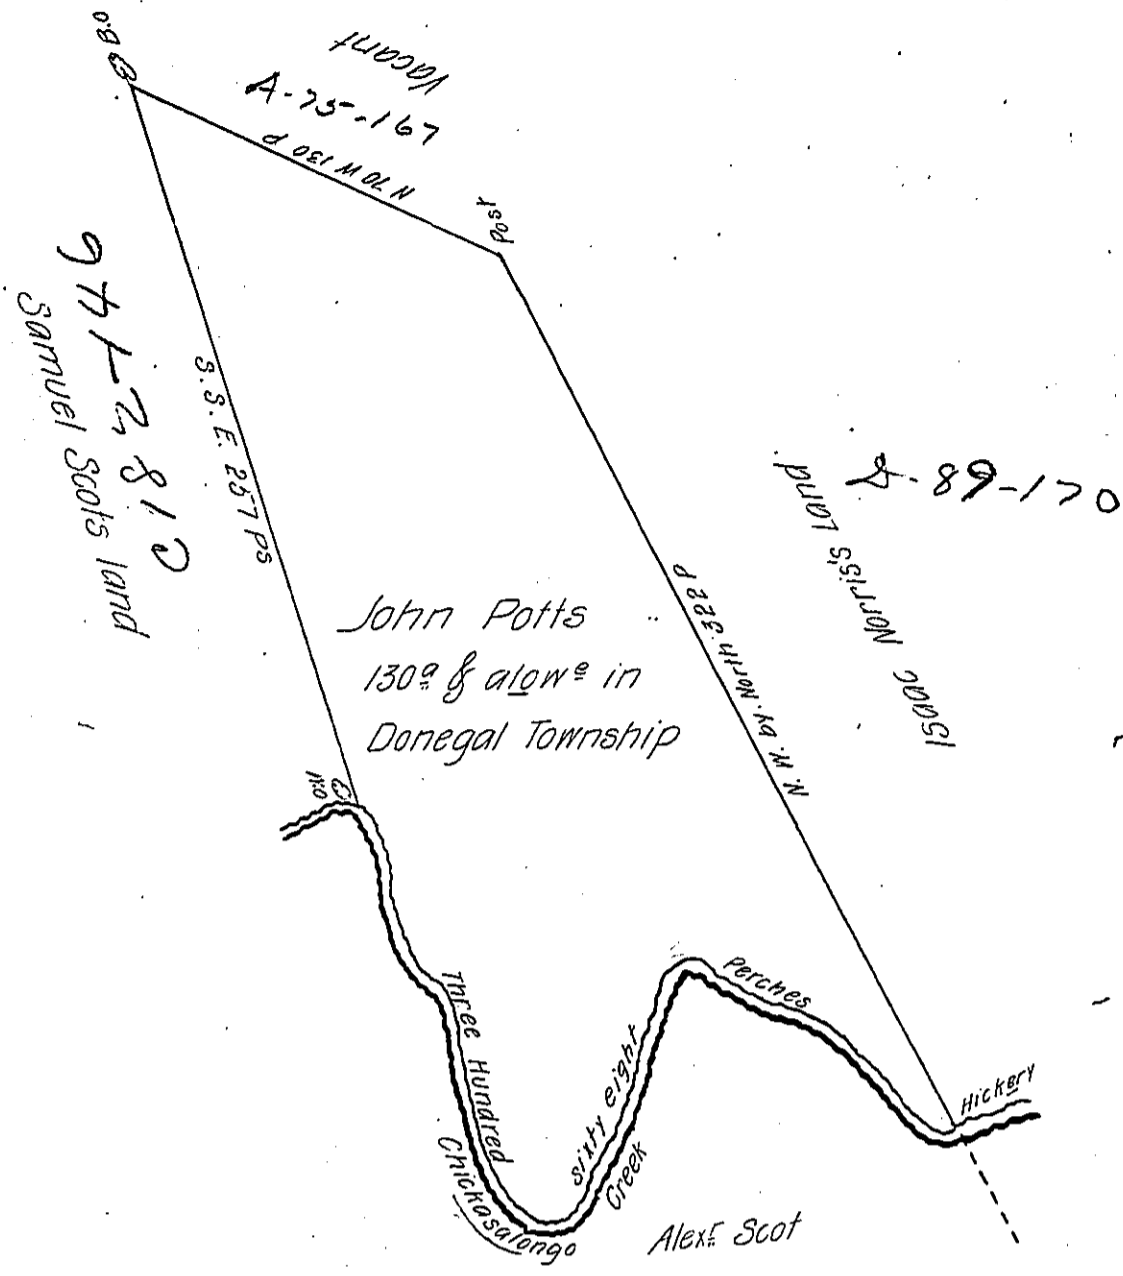 B.O
Vacant
A-75-167
N 70 W 130 P
Post
S.S.E. 257 Ps
Samuel Scots land
A-89-170
Isaac Norris's Land
N.W. by North 322 P
John Potts
130ª & alowᵉ in
Donegal Township
W.O
Three Hundred
sixty eight
Perches
Hickery
Chickasalongo
Creek
Alexʳ Scot